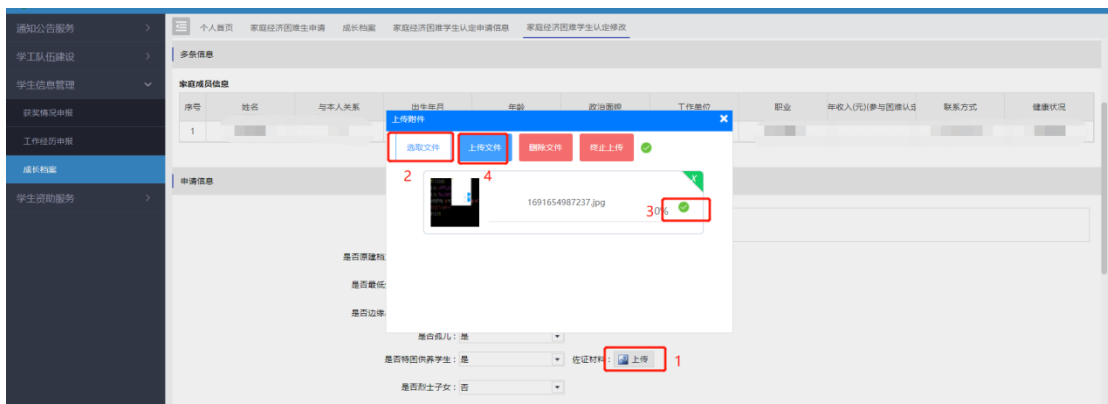 通知公告服务
学工队伍建设
学生信息管理
获奖情况申报
工作经历申报
成长档案
学生资助服务
个人首页 家庭经济困难生申请 成长档案 家庭经济困难学生认定申请信息 家庭经济困难学生认定修改
多条信息
家庭成员信息
序号 姓名 与本人关系 出生年月 年龄 政治面貌 工作单位 职业 年收入(元)(参与困难认定 联系方式 健康状况
1
上传附件 ×
选取文件 上传文件 删除文件 终止上传
2 4
1691654987237.jpg
X
3 0%
申请信息
是否原建档
是否最低
是否边缘
是否孤儿：是
是否特困供养学生：是 佐证材料： 上传 1
是否烈士子女：否